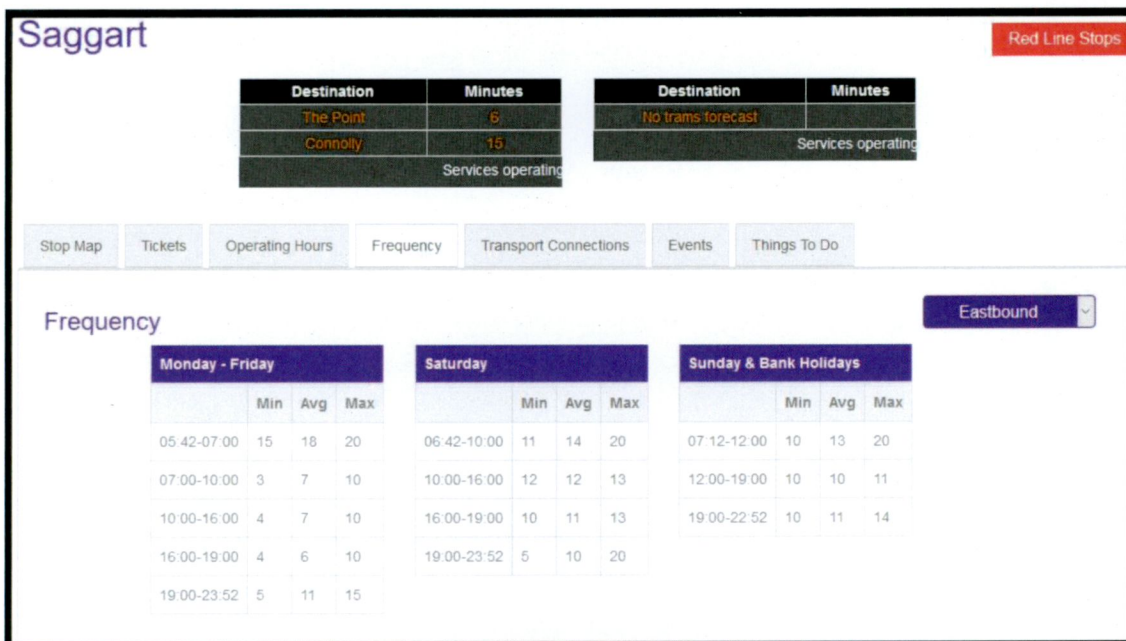 Saggart
Red Line Stops
Destination Minutes
The Point 6
Connolly 15
Services operating
Destination Minutes
No trams forecast
Services operating
Stop Map Tickets Operating Hours Frequency Transport Connections Events Things To Do
Frequency
Eastbound
Monday - Friday
Min Avg Max
05:42-07:00 15 18 20
07:00-10:00 3 7 10
10:00-16:00 4 7 10
16:00-19:00 4 6 10
19:00-23:52 5 11 15
Saturday
Min Avg Max
06:42-10:00 11 14 20
10:00-16:00 12 12 13
16:00-19:00 10 11 13
19:00-23:52 5 10 20
Sunday & Bank Holidays
Min Avg Max
07:12-12:00 10 13 20
12:00-19:00 10 10 11
19:00-22:52 10 11 14